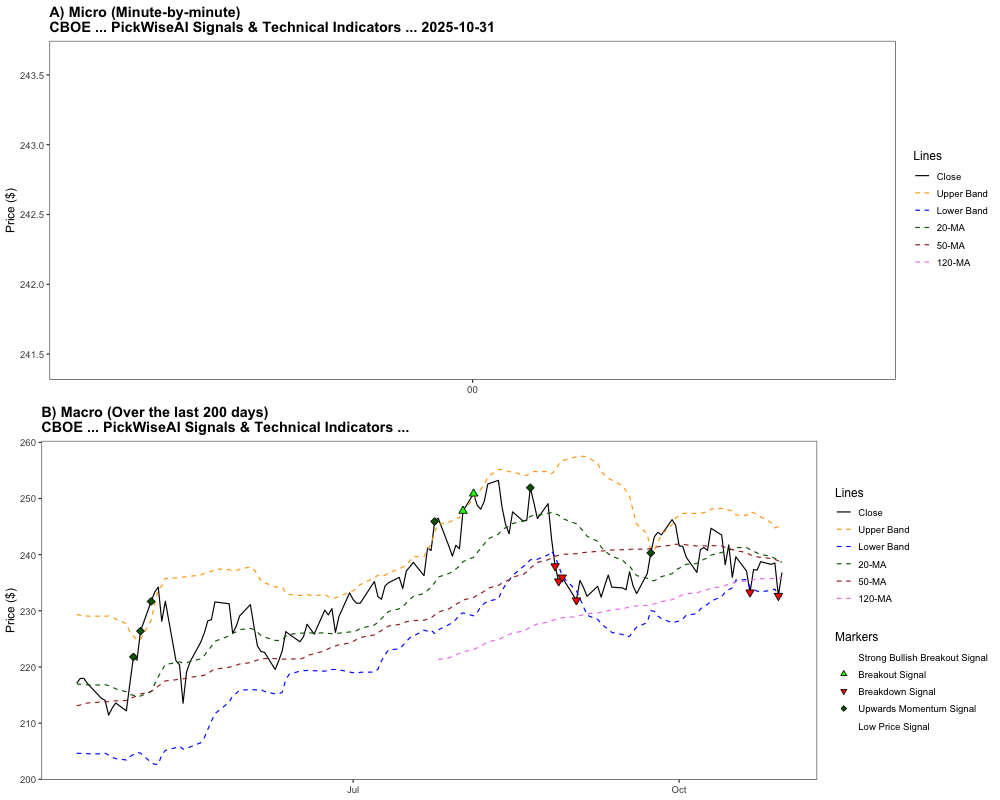 A) Micro (Minute-by-minute)
CBOE ... PickWiseAI Signals & Technical Indicators ... 2025-10-31
243.5
243.0
242.5
242.0
241.5
Price ($)
00
Lines
Close
Upper Band
Lower Band
20-MA
50-MA
120-MA
B) Macro (Over the last 200 days)
CBOE ... PickWiseAI Signals & Technical Indicators ...
260
250
240
230
220
210
200
Price ($)
Jul
Oct
Lines
Close
Upper Band
Lower Band
20-MA
50-MA
120-MA
Markers
Strong Bullish Breakout Signal
Breakout Signal
Breakdown Signal
Upwards Momentum Signal
Low Price Signal